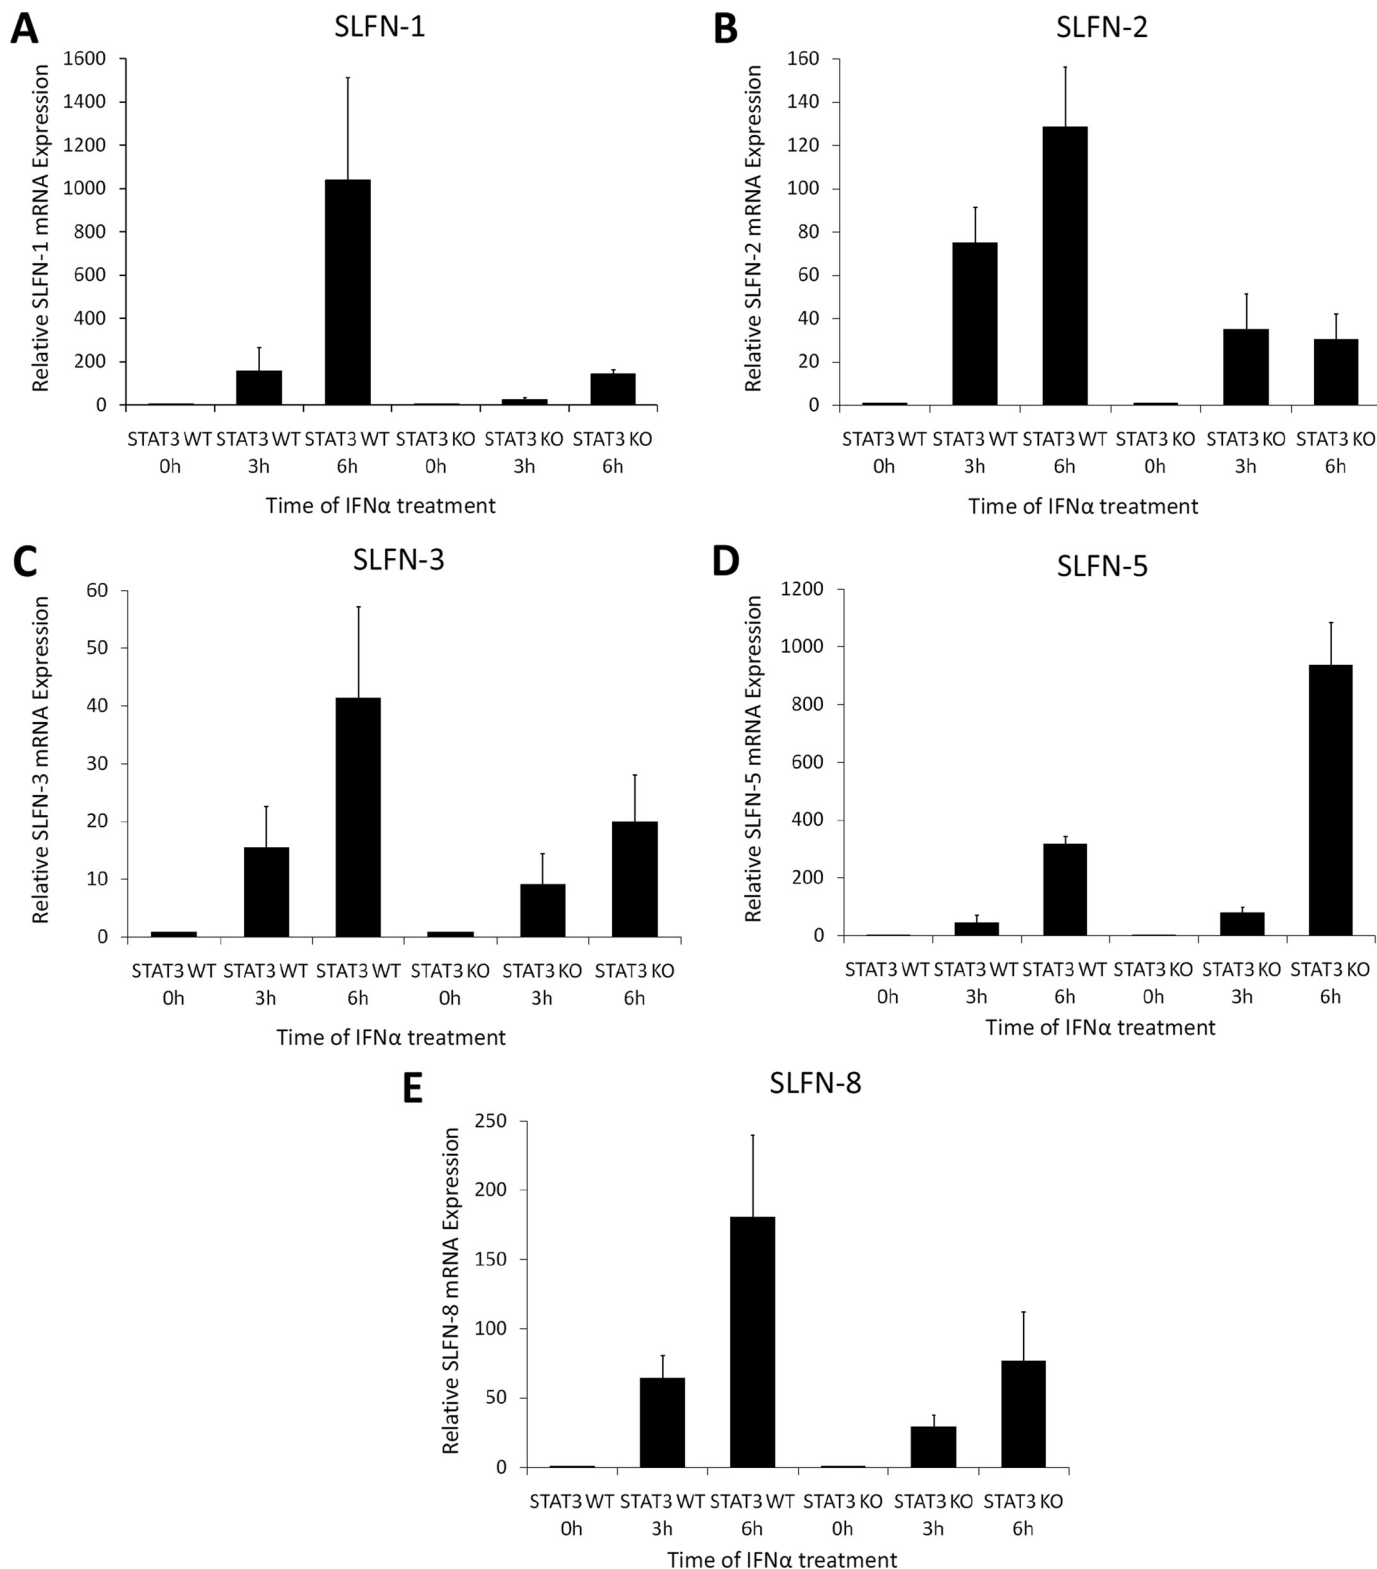 A
SLFN-1
Relative SLFN-1 mRNA Expression
1600
1400
1200
1000
800
600
400
200
0
STAT3 WT STAT3 WT STAT3 WT STAT3 KO STAT3 KO STAT3 KO
0h 3h 6h 0h 3h 6h
Time of IFNα treatment
B
SLFN-2
Relative SLFN-2 mRNA Expression
160
140
120
100
80
60
40
20
0
STAT3 WT STAT3 WT STAT3 WT STAT3 KO STAT3 KO STAT3 KO
0h 3h 6h 0h 3h 6h
Time of IFNα treatment
C
SLFN-3
Relative SLFN-3 mRNA Expression
60
50
40
30
20
10
0
STAT3 WT STAT3 WT STAT3 WT STAT3 KO STAT3 KO STAT3 KO
0h 3h 6h 0h 3h 6h
Time of IFNα treatment
D
SLFN-5
Relative SLFN-5 mRNA Expression
1200
1000
800
600
400
200
0
STAT3 WT STAT3 WT STAT3 WT STAT3 KO STAT3 KO STAT3 KO
0h 3h 6h 0h 3h 6h
Time of IFNα treatment
E
SLFN-8
Relative SLFN-8 mRNA Expression
250
200
150
100
50
0
STAT3 WT STAT3 WT STAT3 WT STAT3 KO STAT3 KO STAT3 KO
0h 3h 6h 0h 3h 6h
Time of IFNα treatment